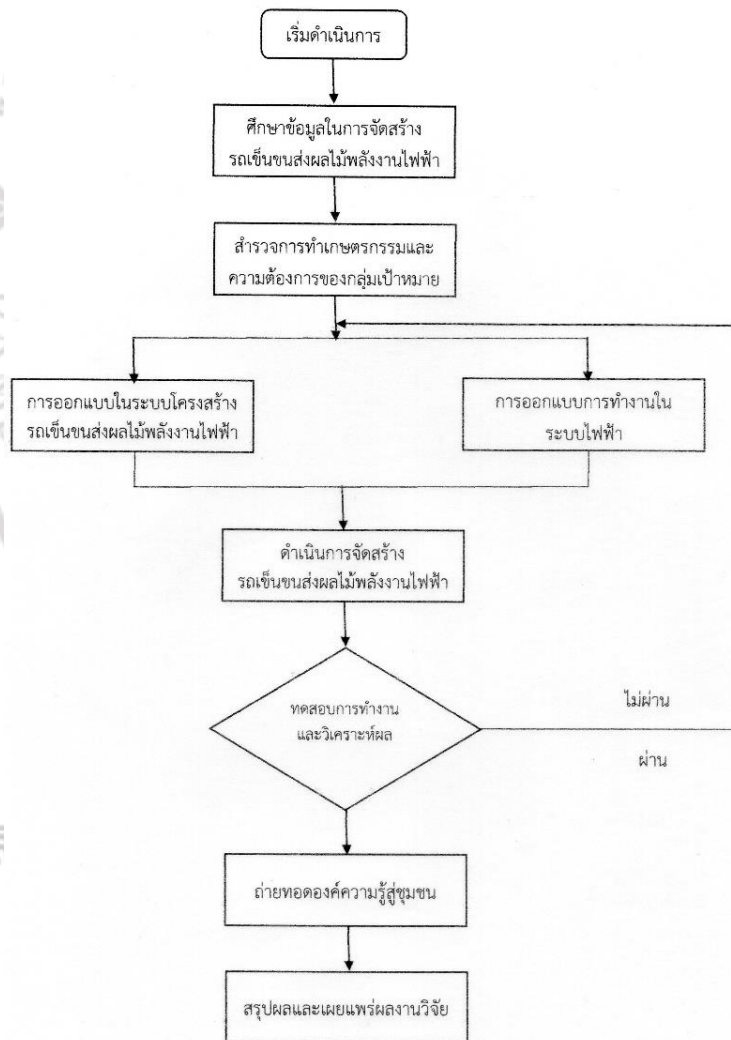 เริ่มดำเนินการ
ศึกษาข้อมูลในการจัดสร้าง
รถเข็นขนส่งผลไม้พลังงานไฟฟ้า
สำรวจการทำเกษตรกรรมและ
ความต้องการของกลุ่มเป้าหมาย
การออกแบบในระบบโครงสร้าง
รถเข็นขนส่งผลไม้พลังงานไฟฟ้า
การออกแบบการทำงานใน
ระบบไฟฟ้า
ดำเนินการจัดสร้าง
รถเข็นขนส่งผลไม้พลังงานไฟฟ้า
ทดสอบการทำงาน
และวิเคราะห์ผล
ไม่ผ่าน
ผ่าน
ถ่ายทอดองค์ความรู้สู่ชุมชน
สรุปผลและเผยแพร่ผลงานวิจัย